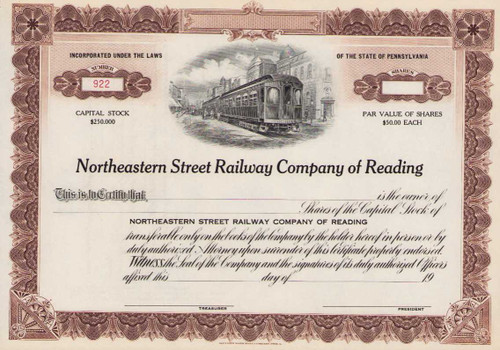 INCORPORATED UNDER THE LAWS
OF THE STATE OF PENNSYLVANIA
NUMBER
922
SHARES
CAPITAL STOCK
$250.000
PAR VALUE OF SHARES
$50.00 EACH
Northeastern Street Railway Company of Reading
This is to Certify that
is the owner of
Shares of the Capital Stock of
NORTHEASTERN STREET RAILWAY COMPANY OF READING
transferable only on the books of the Company by the holder hereof in person or by
duly authorized Attorney upon surrender of this Certificate properly endorsed.
Witness, the Seal of the Company and the signatures of its duly authorized Officers
affixed this day of 19
TREASURER
PRESIDENT